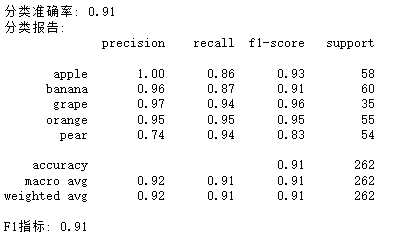 分类准确率: 0.91
分类报告:
precision recall f1-score support
apple 1.00 0.86 0.93 58
banana 0.96 0.87 0.91 60
grape 0.97 0.94 0.96 35
orange 0.95 0.95 0.95 55
pear 0.74 0.94 0.83 54
accuracy 0.91 262
macro avg 0.92 0.91 0.91 262
weighted avg 0.92 0.91 0.91 262
F1指标: 0.91